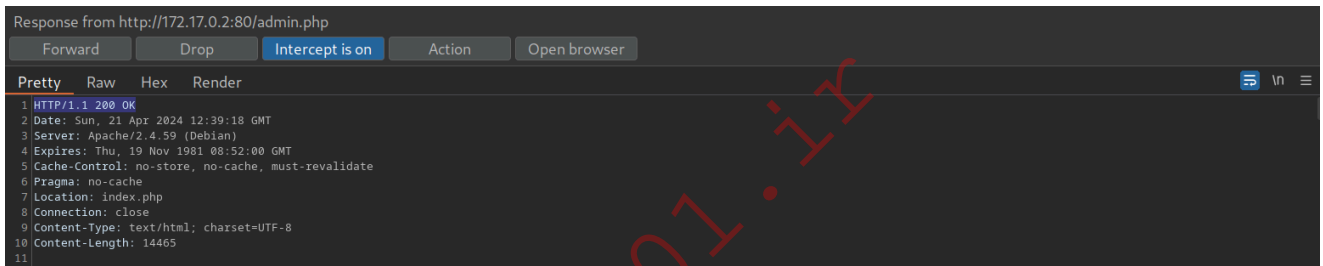 Response from http://172.17.0.2:80/admin.php
Forward Drop Intercept is on Action Open browser
Pretty Raw Hex Render \n
1 HTTP/1.1 200 OK
2 Date: Sun, 21 Apr 2024 12:39:18 GMT
3 Server: Apache/2.4.59 (Debian)
4 Expires: Thu, 19 Nov 1981 08:52:00 GMT
5 Cache-Control: no-store, no-cache, must-revalidate
6 Pragma: no-cache
7 Location: index.php
8 Connection: close
9 Content-Type: text/html; charset=UTF-8
10 Content-Length: 14465
11
01.ir